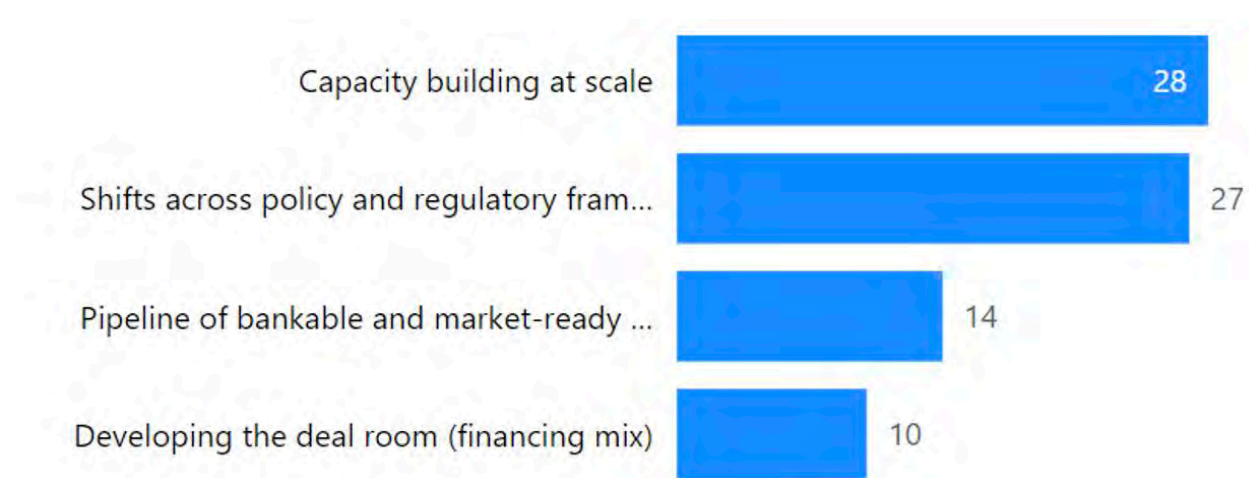 Capacity building at scale 28
Shifts across policy and regulatory fram... 27
Pipeline of bankable and market-ready ... 14
Developing the deal room (financing mix) 10